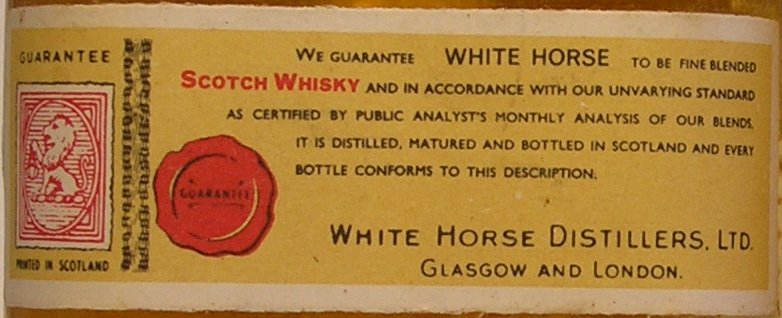 GUARANTEE
WE GUARANTEE WHITE HORSE TO BE FINE BLENDED
SCOTCH WHISKY AND IN ACCORDANCE WITH OUR UNVARYING STANDARD
AS CERTIFIED BY PUBLIC ANALYST'S MONTHLY ANALYSIS OF OUR BLENDS.
IT IS DISTILLED, MATURED AND BOTTLED IN SCOTLAND AND EVERY
BOTTLE CONFORMS TO THIS DESCRIPTION.
GUARANTEE
WHITE HORSE DISTILLERS, LTD.
GLASGOW AND LONDON.
PRINTED IN SCOTLAND